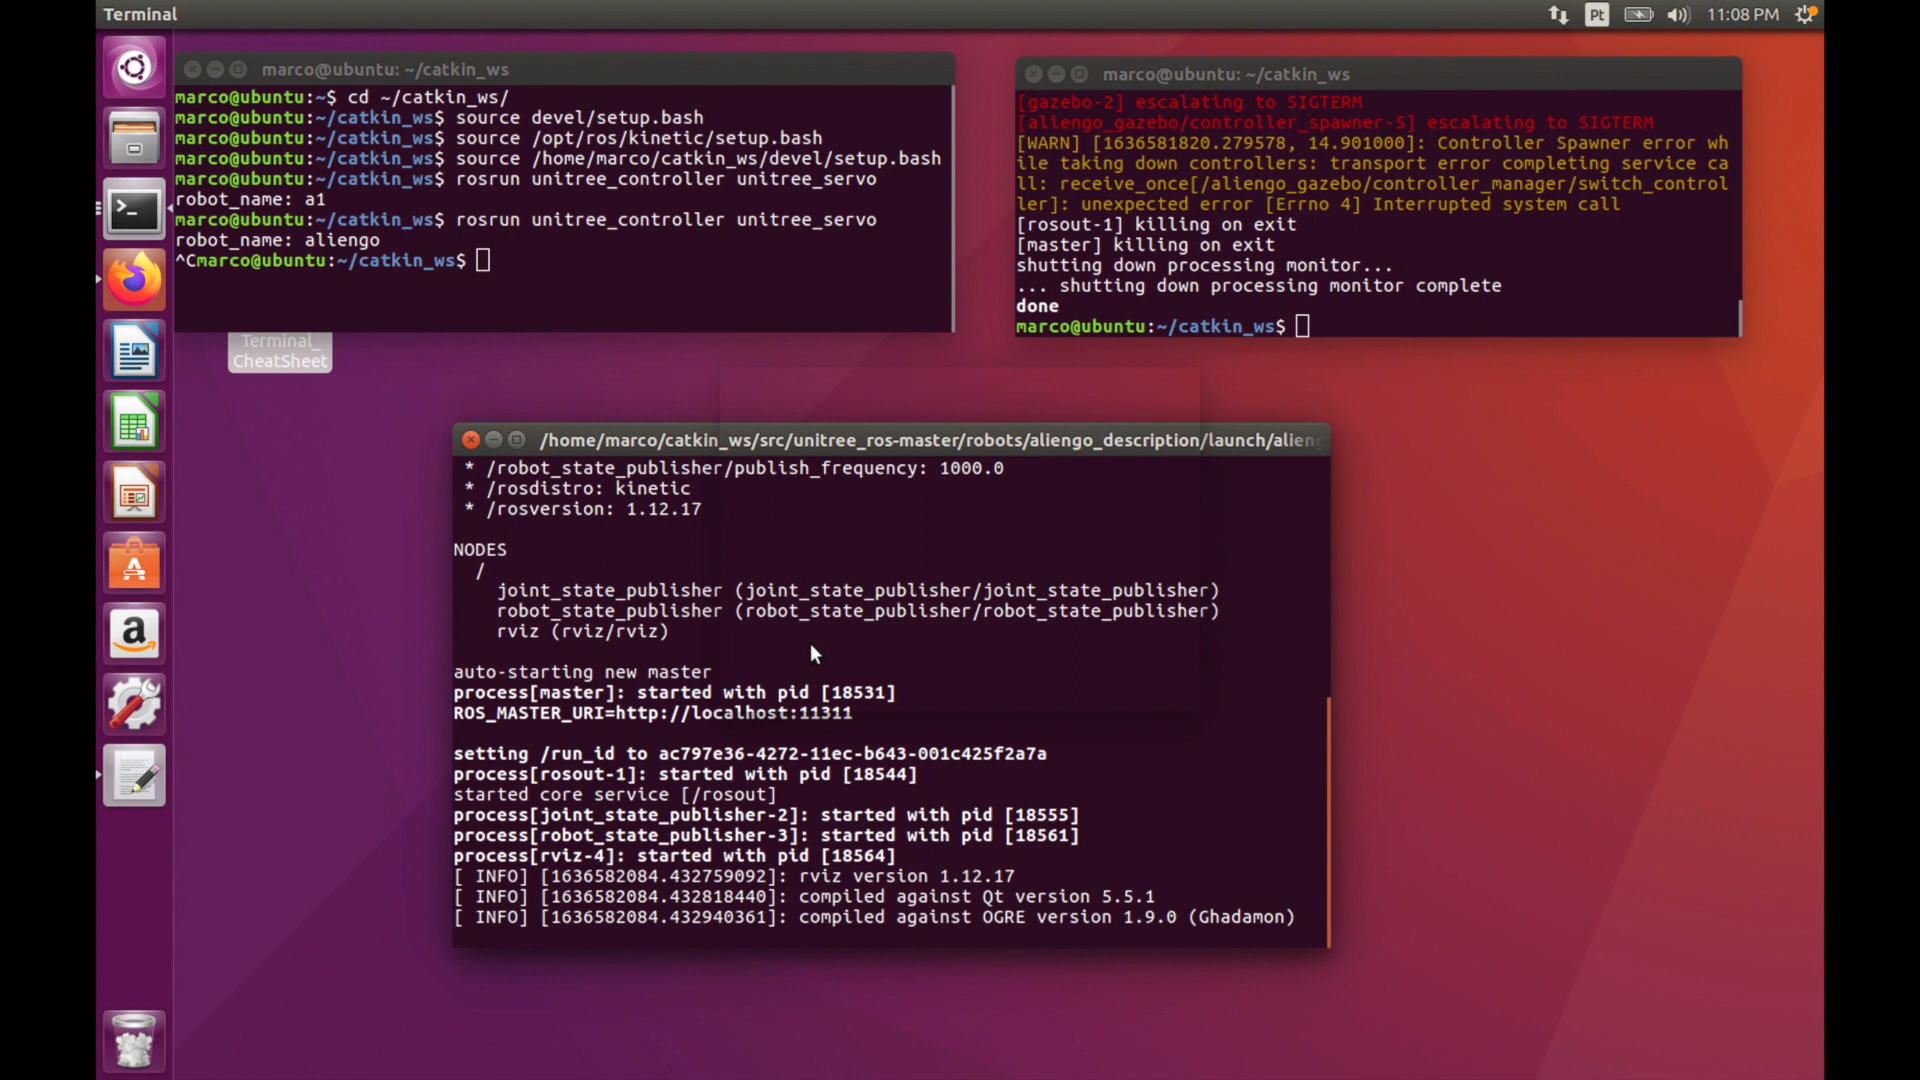 Terminal
Pt
11:08 PM
marco@ubuntu: ~/catkin_ws
marco@ubuntu:~$ cd ~/catkin_ws/
marco@ubuntu:~/catkin_ws$ source devel/setup.bash
marco@ubuntu:~/catkin_ws$ source /opt/ros/kinetic/setup.bash
marco@ubuntu:~/catkin_ws$ source /home/marco/catkin_ws/devel/setup.bash
marco@ubuntu:~/catkin_ws$ rosrun unitree_controller unitree_servo
robot_name: a1
marco@ubuntu:~/catkin_ws$ rosrun unitree_controller unitree_servo
robot_name: aliengo
^Cmarco@ubuntu:~/catkin_ws$
Terminal_
CheatSheet
marco@ubuntu: ~/catkin_ws
[gazebo-2] escalating to SIGTERM
[aliengo_gazebo/controller_spawner-5] escalating to SIGTERM
[WARN] [1636581820.279578, 14.901000]: Controller Spawner error wh
ile taking down controllers: transport error completing service ca
ll: receive_once[/aliengo_gazebo/controller_manager/switch_control
ler]: unexpected error [Errno 4] Interrupted system call
[rosout-1] killing on exit
[master] killing on exit
shutting down processing monitor...
... shutting down processing monitor complete
done
marco@ubuntu:~/catkin_ws$
/home/marco/catkin_ws/src/unitree_ros-master/robots/aliengo_description/launch/alieng
* /robot_state_publisher/publish_frequency: 1000.0
* /rosdistro: kinetic
* /rosversion: 1.12.17
NODES
/
joint_state_publisher (joint_state_publisher/joint_state_publisher)
robot_state_publisher (robot_state_publisher/robot_state_publisher)
rviz (rviz/rviz)
auto-starting new master
process[master]: started with pid [18531]
ROS_MASTER_URI=http://localhost:11311
setting /run_id to ac797e36-4272-11ec-b643-001c425f2a7a
process[rosout-1]: started with pid [18544]
started core service [/rosout]
process[joint_state_publisher-2]: started with pid [18555]
process[robot_state_publisher-3]: started with pid [18561]
process[rviz-4]: started with pid [18564]
[ INFO] [1636582084.432759092]: rviz version 1.12.17
[ INFO] [1636582084.432818440]: compiled against Qt version 5.5.1
[ INFO] [1636582084.432940361]: compiled against OGRE version 1.9.0 (Ghadamon)